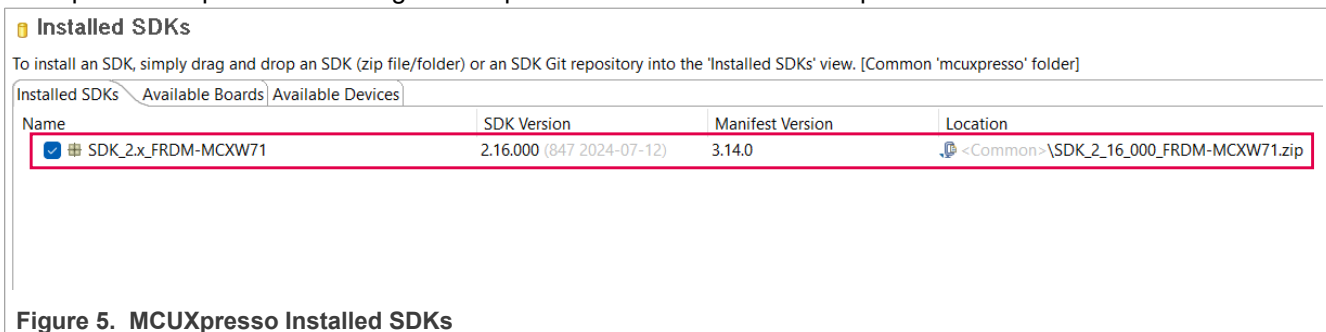 Installed SDKs
To install an SDK, simply drag and drop an SDK (zip file/folder) or an SDK Git repository into the 'Installed SDKs' view. [Common 'mcuxpresso' folder]
Installed SDKs Available Boards Available Devices
Name SDK Version Manifest Version Location
SDK_2.x_FRDM-MCXW71 2.16.000 (847 2024-07-12) 3.14.0 <Common>\SDK_2_16_000_FRDM-MCXW71.zip
Figure 5. MCUXpresso Installed SDKs